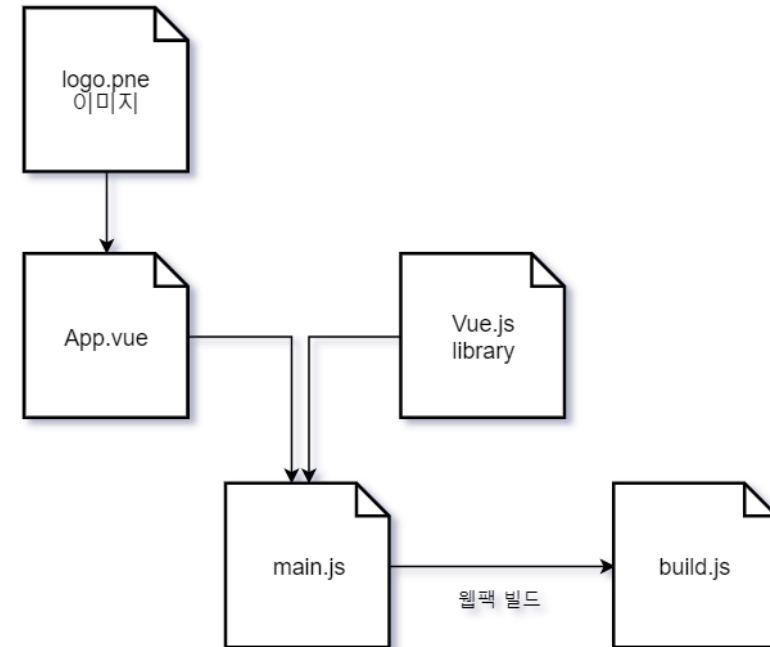 logo.pne
이미지
App.vue
Vue.js
library
main.js
웹팩 빌드
build.js